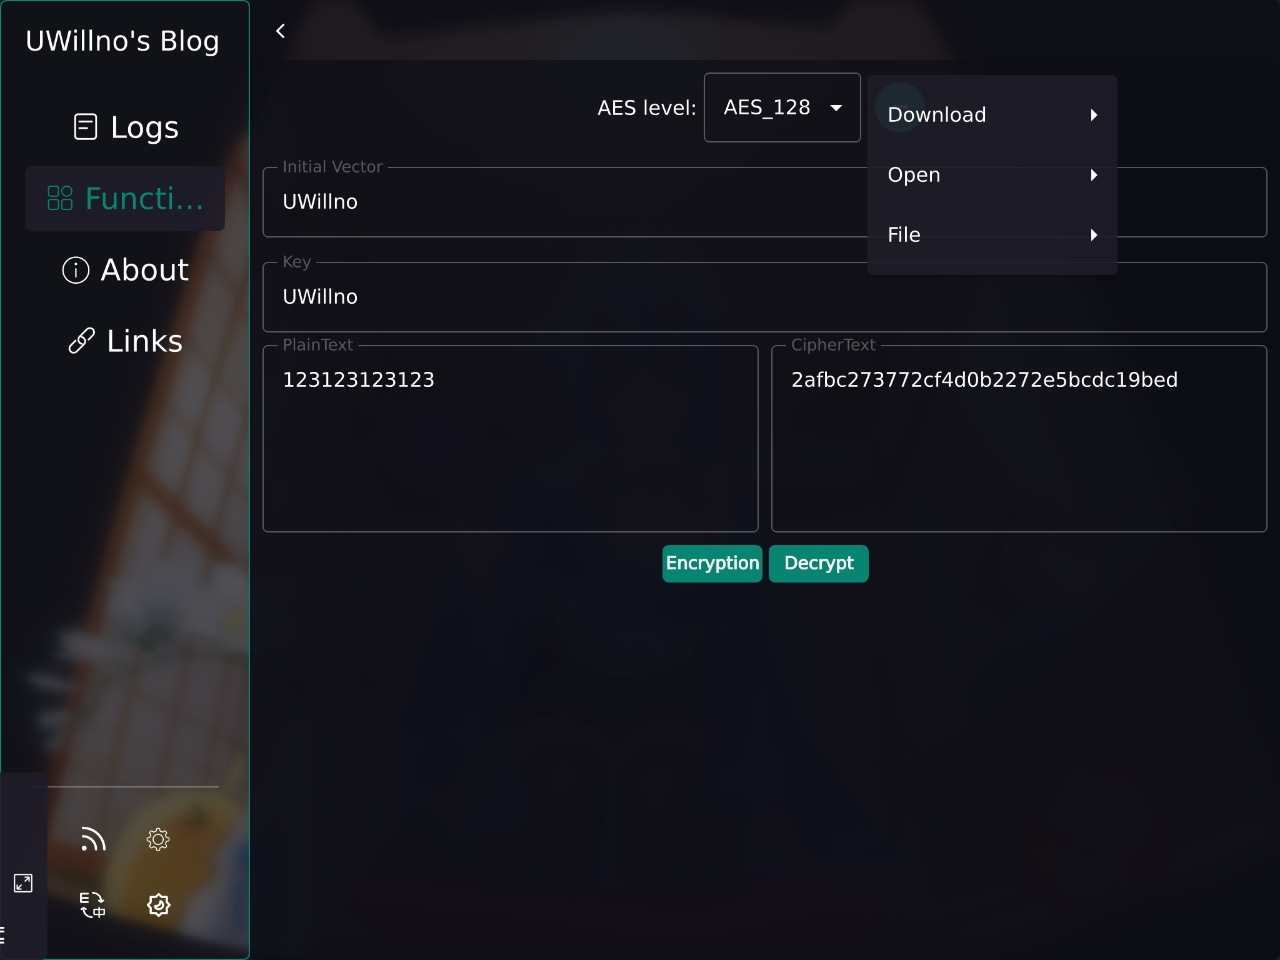 UWillno's Blog
Logs
Functi...
About
Links
AES level:
AES_128
Download
Open
File
Initial Vector
UWillno
Key
UWillno
PlainText
123123123123
CipherText
2afbc273772cf4d0b2272e5bcdc19bed
Encryption
Decrypt
E
中